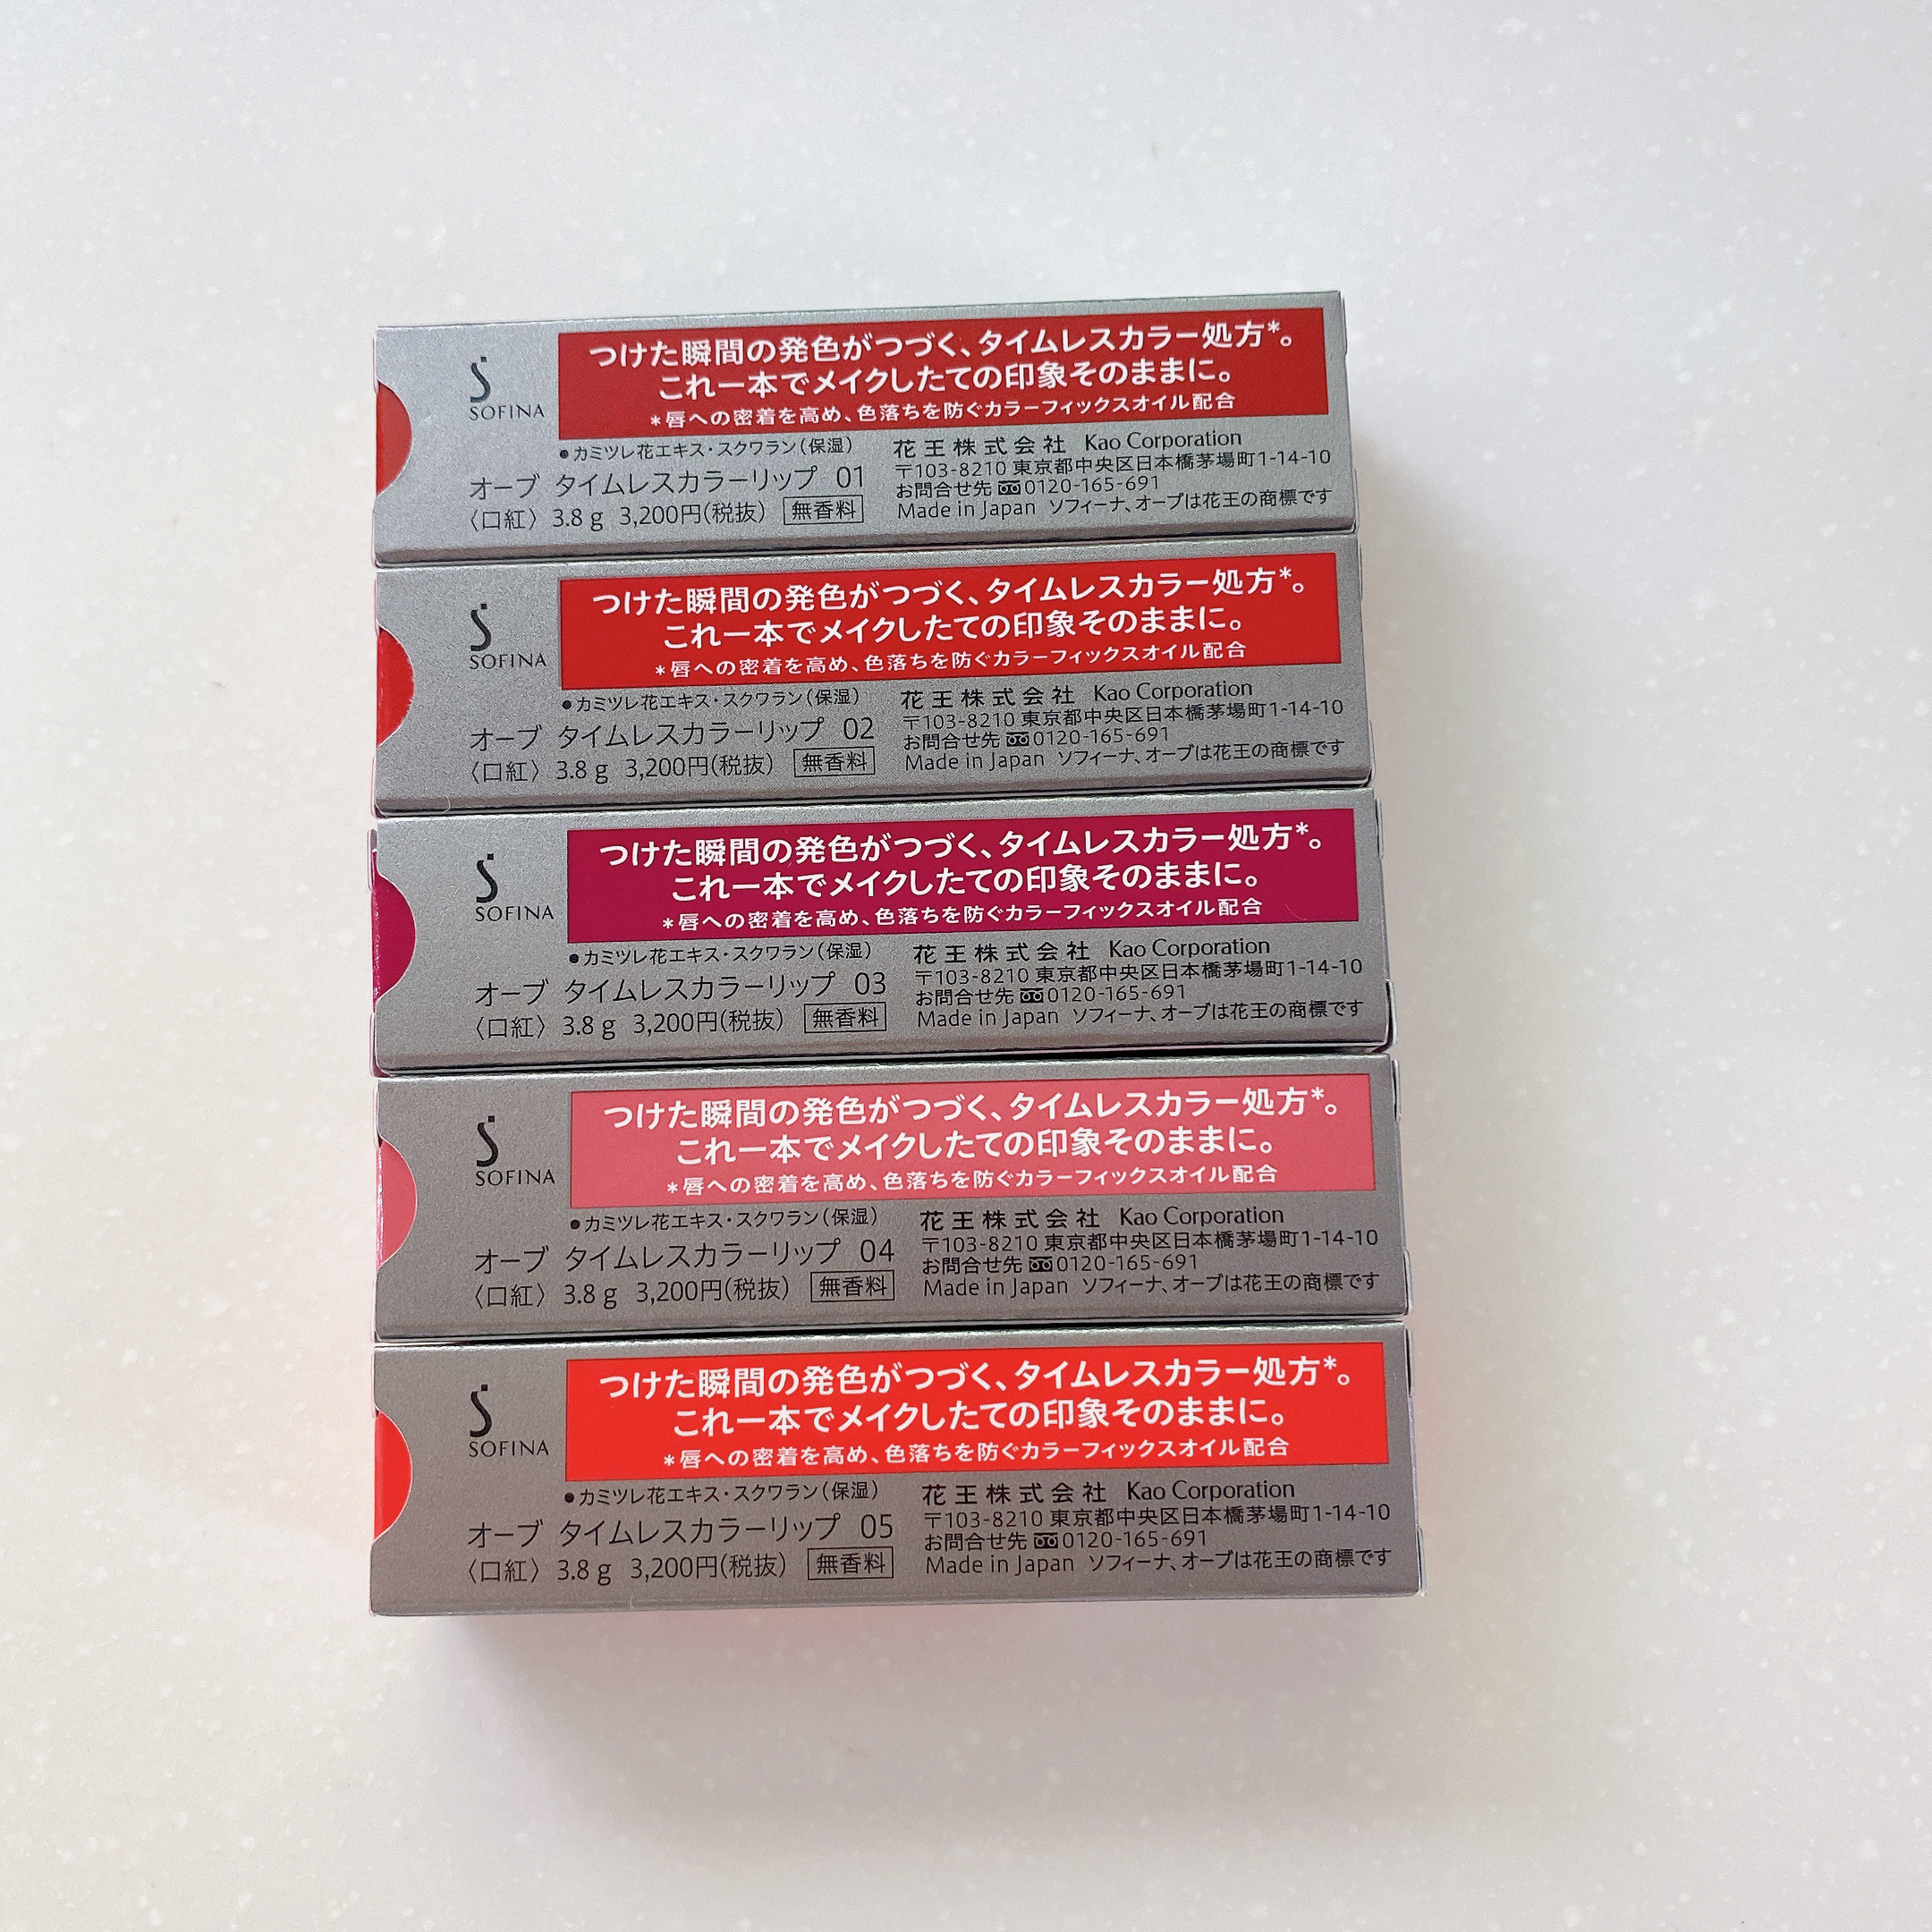 つけた瞬間の発色がつづく、タイムレスカラー処方*。
これ一本でメイクしたての印象そのままに。
*唇への密着を高め、色落ちを防ぐカラーフィックスオイル配合
SOFINA
●カミツレ花エキス・スクワラン(保湿)
オーブ タイムレスカラーリップ 01
〈口紅〉 3.8 g 3,200円(税抜) 無香料
花王株式会社 Kao Corporation
〒103-8210 東京都中央区日本橋茅場町1-14-10
お問合せ先 0120-165-691
Made in Japan ソフィーナ、オーブは花王の商標です
つけた瞬間の発色がつづく、タイムレスカラー処方*。
これ一本でメイクしたての印象そのままに。
*唇への密着を高め、色落ちを防ぐカラーフィックスオイル配合
SOFINA
●カミツレ花エキス・スクワラン(保湿)
オーブ タイムレスカラーリップ 02
〈口紅〉 3.8 g 3,200円(税抜) 無香料
花王株式会社 Kao Corporation
〒103-8210 東京都中央区日本橋茅場町1-14-10
お問合せ先 0120-165-691
Made in Japan ソフィーナ、オーブは花王の商標です
つけた瞬間の発色がつづく、タイムレスカラー処方*。
これ一本でメイクしたての印象そのままに。
*唇への密着を高め、色落ちを防ぐカラーフィックスオイル配合
SOFINA
●カミツレ花エキス・スクワラン(保湿)
オーブ タイムレスカラーリップ 03
〈口紅〉 3.8 g 3,200円(税抜) 無香料
花王株式会社 Kao Corporation
〒103-8210 東京都中央区日本橋茅場町1-14-10
お問合せ先 0120-165-691
Made in Japan ソフィーナ、オーブは花王の商標です
つけた瞬間の発色がつづく、タイムレスカラー処方*。
これ一本でメイクしたての印象そのままに。
*唇への密着を高め、色落ちを防ぐカラーフィックスオイル配合
SOFINA
●カミツレ花エキス・スクワラン(保湿)
オーブ タイムレスカラーリップ 04
〈口紅〉 3.8 g 3,200円(税抜) 無香料
花王株式会社 Kao Corporation
〒103-8210 東京都中央区日本橋茅場町1-14-10
お問合せ先 0120-165-691
Made in Japan ソフィーナ、オーブは花王の商標です
つけた瞬間の発色がつづく、タイムレスカラー処方*。
これ一本でメイクしたての印象そのままに。
*唇への密着を高め、色落ちを防ぐカラーフィックスオイル配合
SOFINA
●カミツレ花エキス・スクワラン(保湿)
オーブ タイムレスカラーリップ 05
〈口紅〉 3.8 g 3,200円(税抜) 無香料
花王株式会社 Kao Corporation
〒103-8210 東京都中央区日本橋茅場町1-14-10
お問合せ先 0120-165-691
Made in Japan ソフィーナ、オーブは花王の商標です